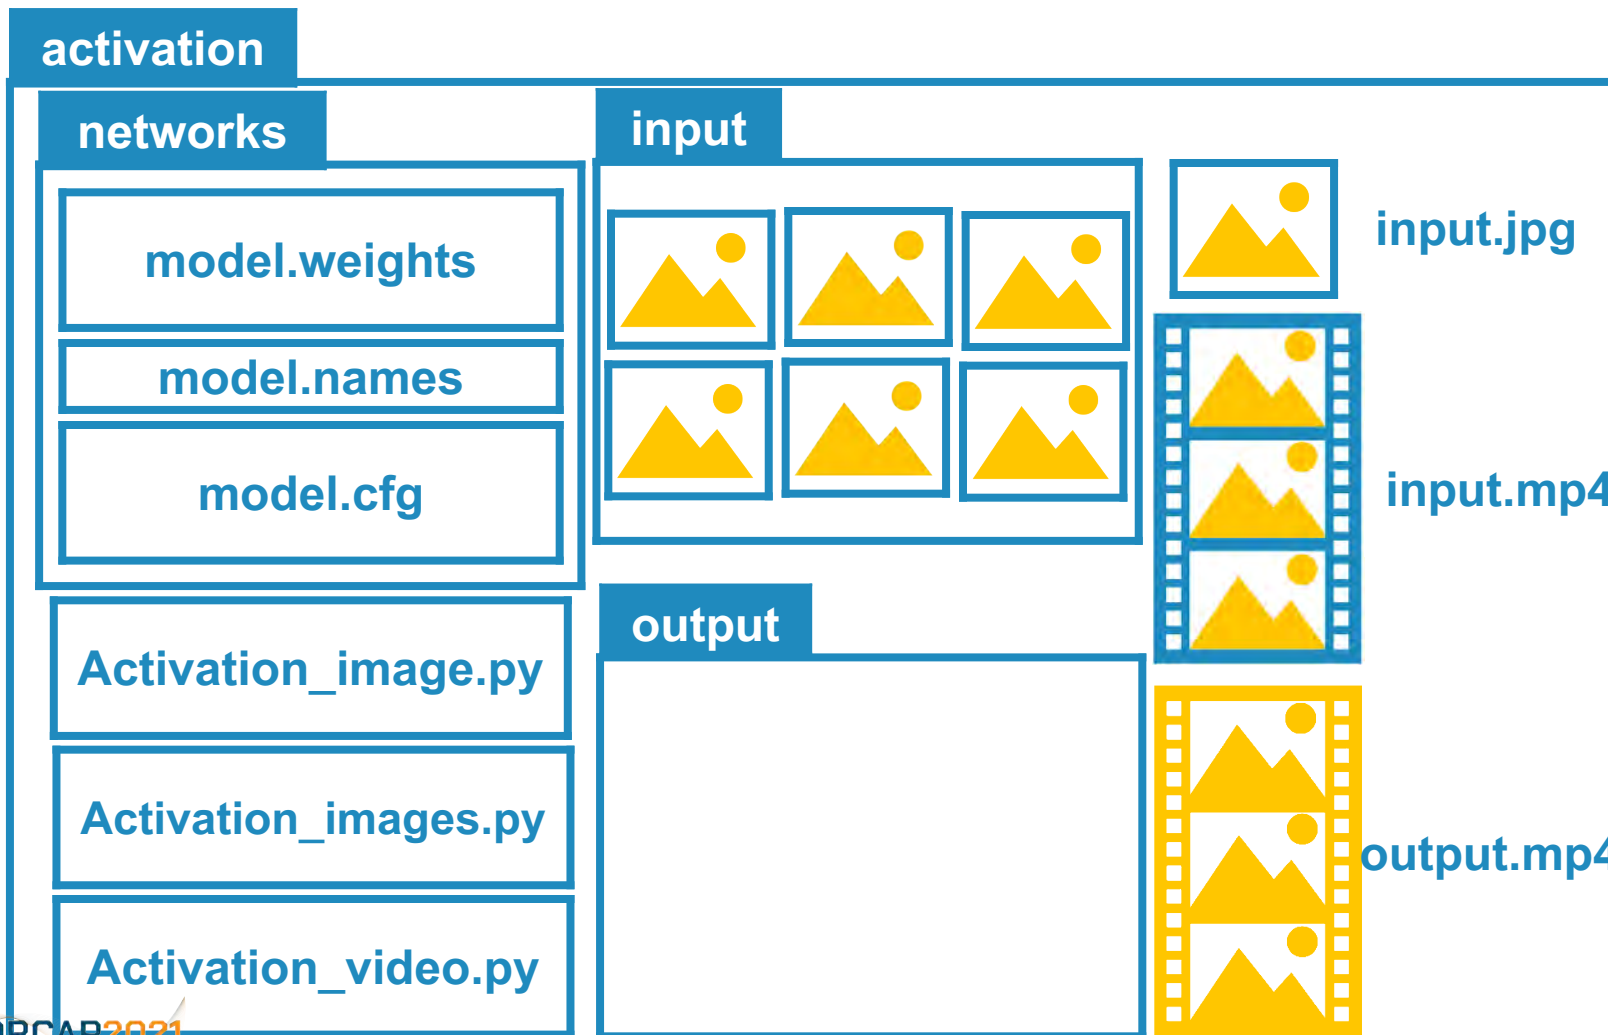 activation
networks
model.weights
model.names
model.cfg
Activation_image.py
Activation_images.py
Activation_video.py
input
output
input.jpg
input.mp4
output.mp4